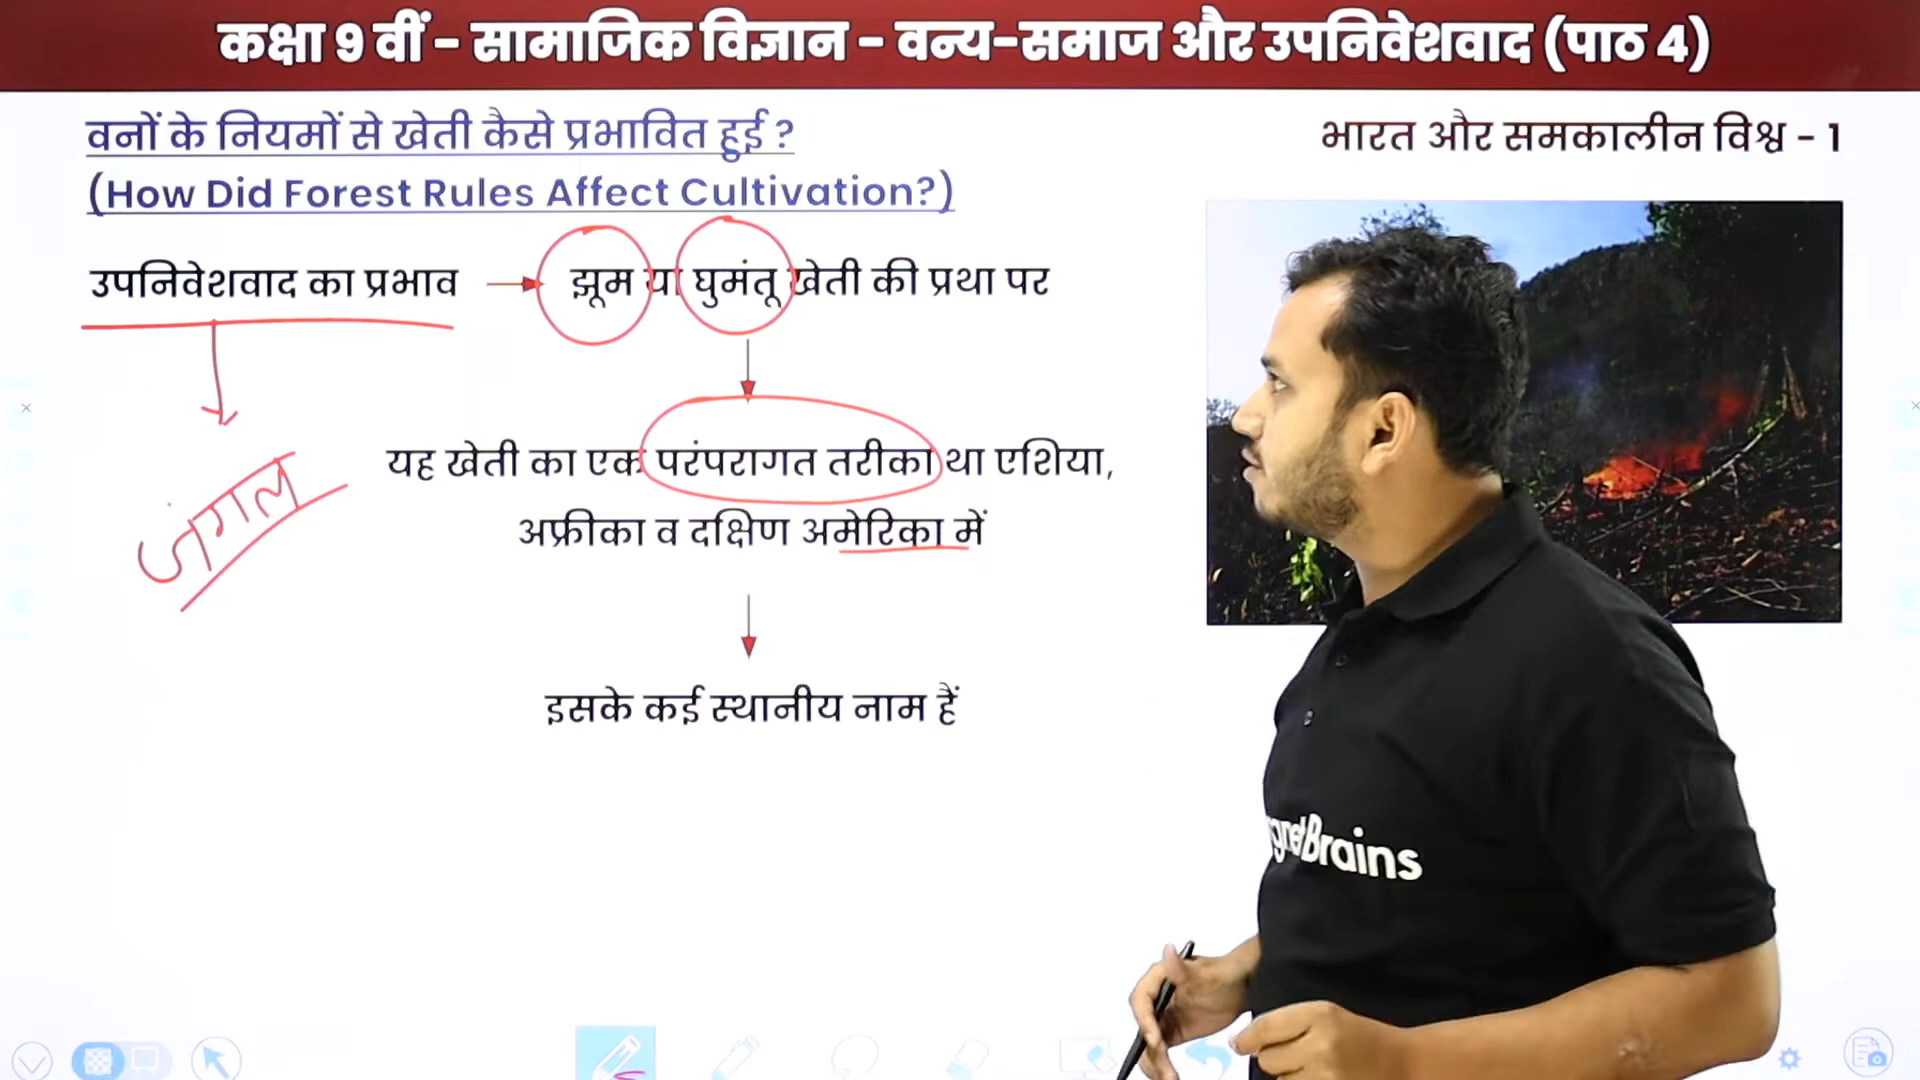 कक्षा 9 वीं - सामाजिक विज्ञान - वन्य-समाज और उपनिवेशवाद (पाठ 4)
वनों के नियमों से खेती कैसे प्रभावित हुई ?
(How Did Forest Rules Affect Cultivation?)
भारत और समकालीन विश्व - 1
उपनिवेशवाद का प्रभाव
झूम या घुमंतू खेती की प्रथा पर
यह खेती का एक परंपरागत तरीका था एशिया,
अफ्रीका व दक्षिण अमेरिका में
जगल
इसके कई स्थानीय नाम हैं
Brains